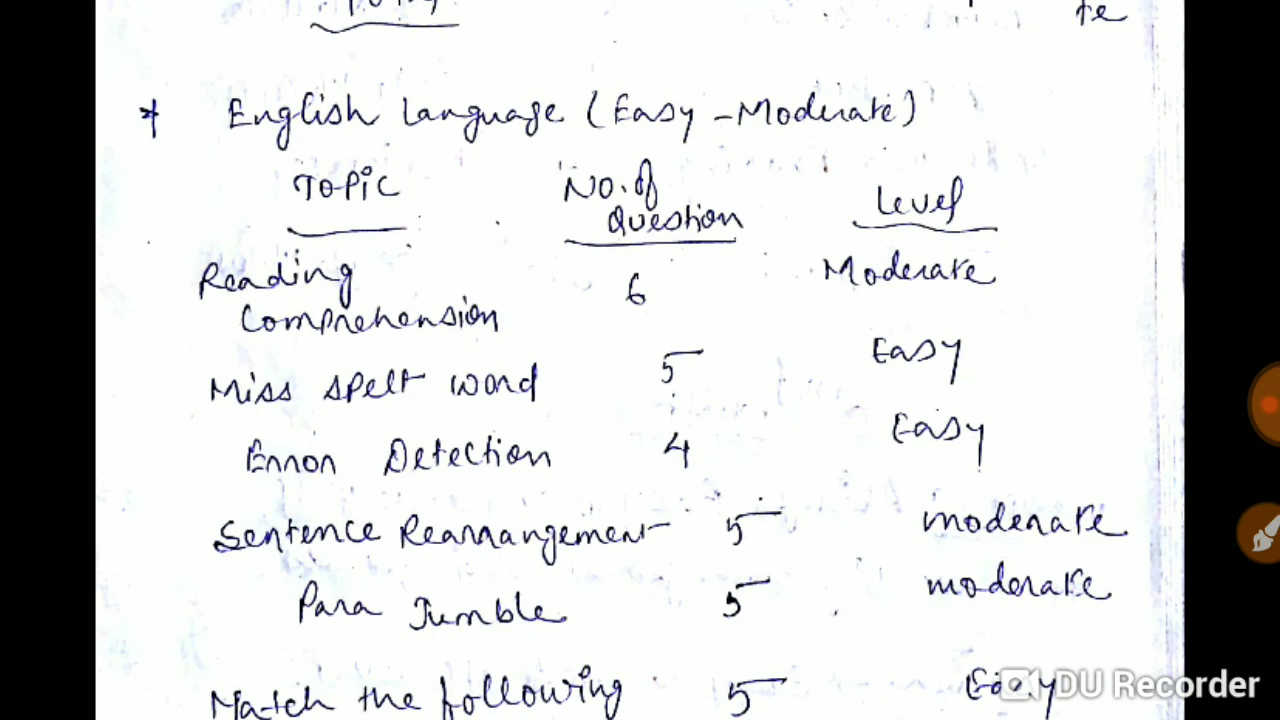 te
* English Language (Easy - Moderate)
Topic No. of Question Level
Reading Comprehension 6 Moderate
Miss spelt word 5 Easy
Error Detection 4 Easy
Sentence Rearrangement 5 moderate
Para Jumble 5 moderate
Match the following 5 Easy
DU Recorder